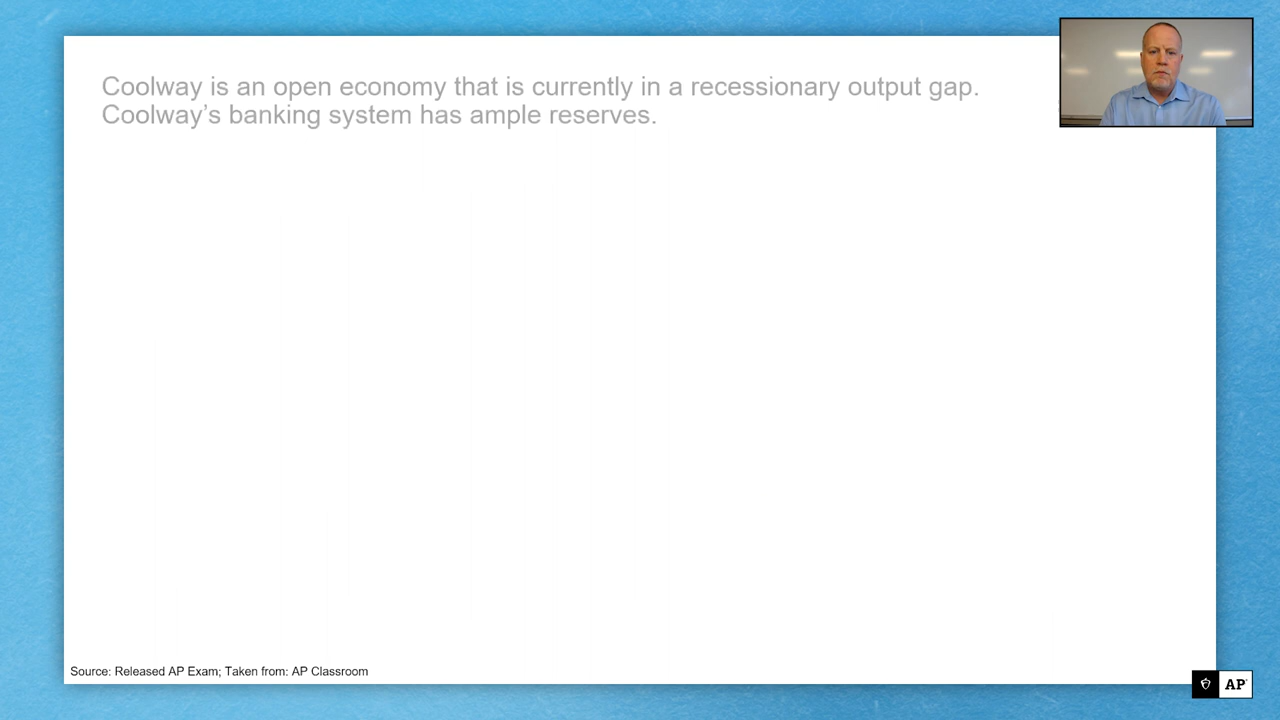 Coolway is an open economy that is currently in a recessionary output gap.
Coolway’s banking system has ample reserves.
Source: Released AP Exam; Taken from: AP Classroom
AP